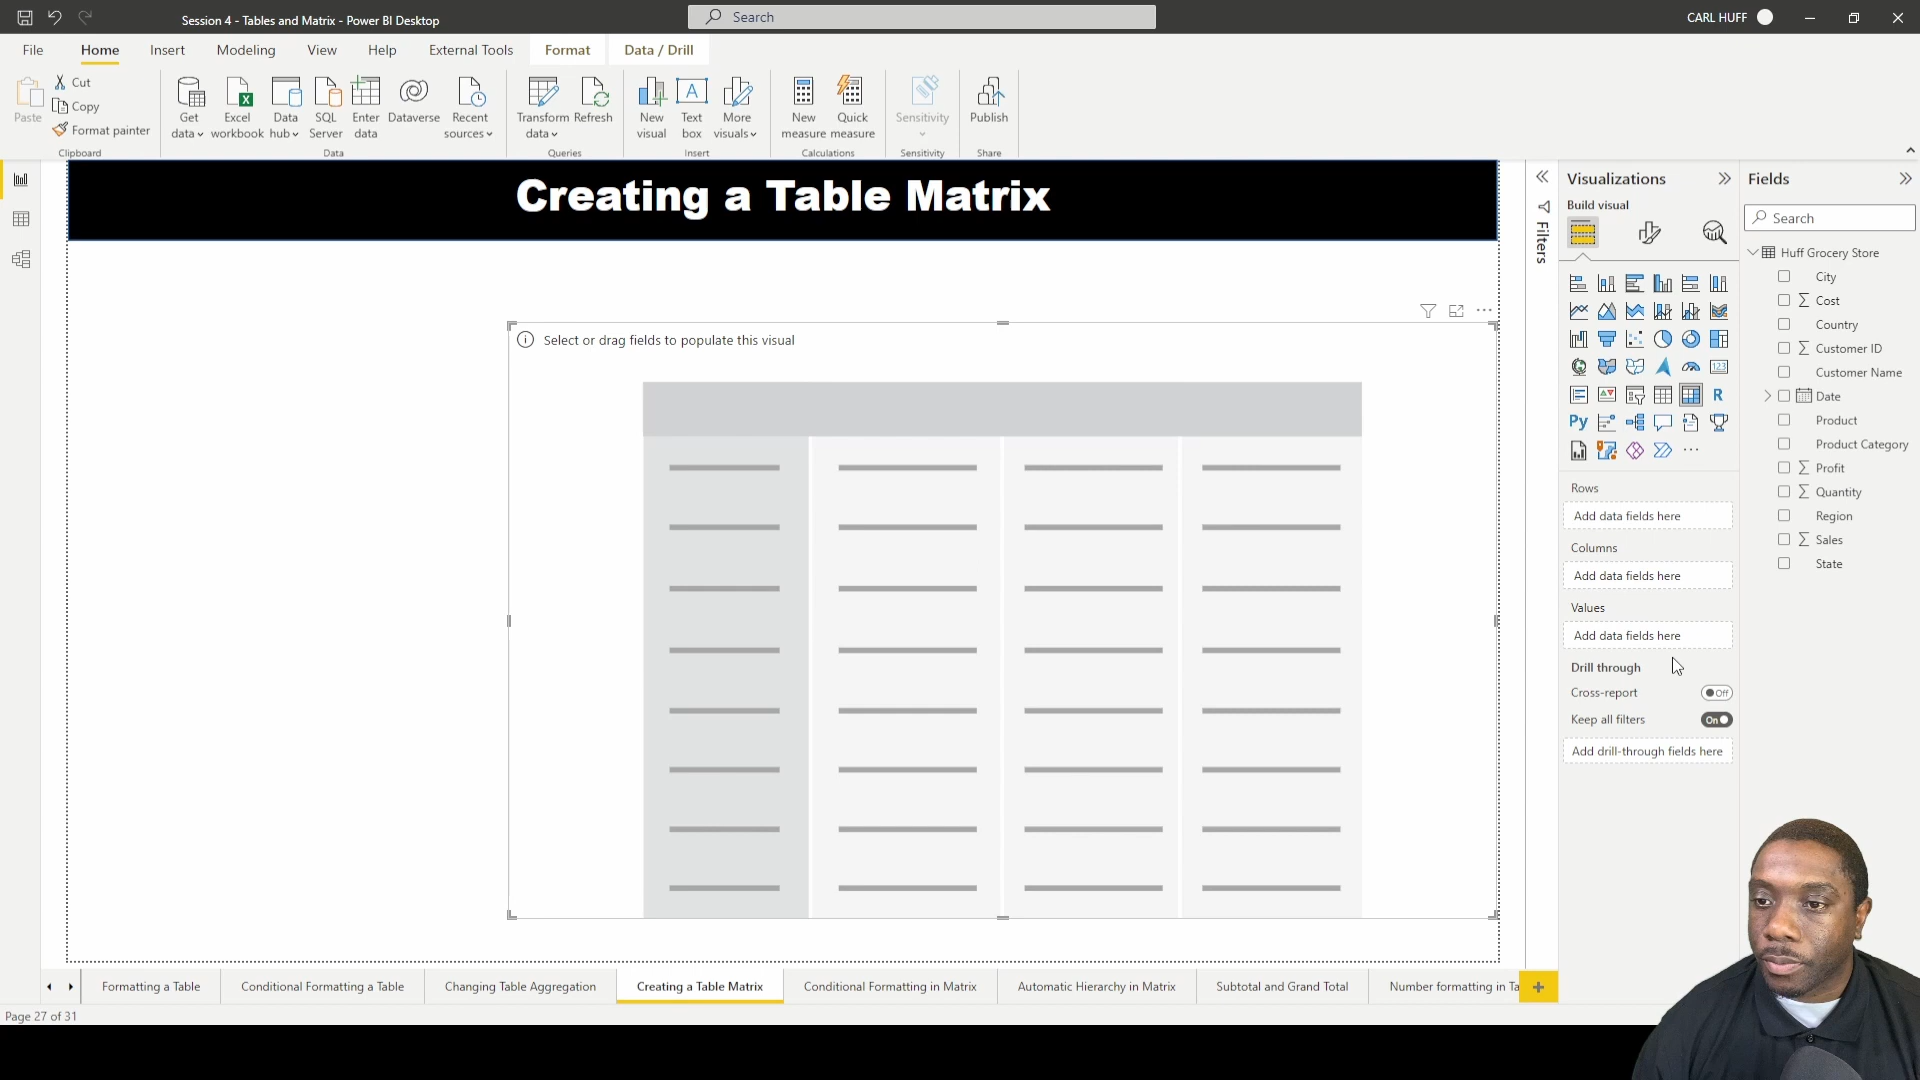 Session 4 - Tables and Matrix - Power BI Desktop
Search
CARL HUFF
File
Home
Insert
Modeling
View
Help
External Tools
Format
Data / Drill
Paste
Cut
Copy
Format painter
Clipboard
Get data
Excel workbook
Data hub
SQL Server
Enter data
Dataverse
Recent sources
Data
Transform data
Refresh
Queries
New visual
Text box
More visuals
Insert
New measure
Quick measure
Calculations
Sensitivity
Sensitivity
Publish
Share
Creating a Table Matrix
Select or drag fields to populate this visual
Filters
Visualizations
Build visual
123
R
Py
Rows
Add data fields here
Columns
Add data fields here
Values
Add data fields here
Drill through
Cross-report
Off
Keep all filters
On
Add drill-through fields here
Fields
Search
Huff Grocery Store
City
Cost
Country
Customer ID
Customer Name
Date
Product
Product Category
Profit
Quantity
Region
Sales
State
Formatting a Table
Conditional Formatting a Table
Changing Table Aggregation
Creating a Table Matrix
Conditional Formatting in Matrix
Automatic Hierarchy in Matrix
Subtotal and Grand Total
Number formatting in Ta
Page 27 of 31